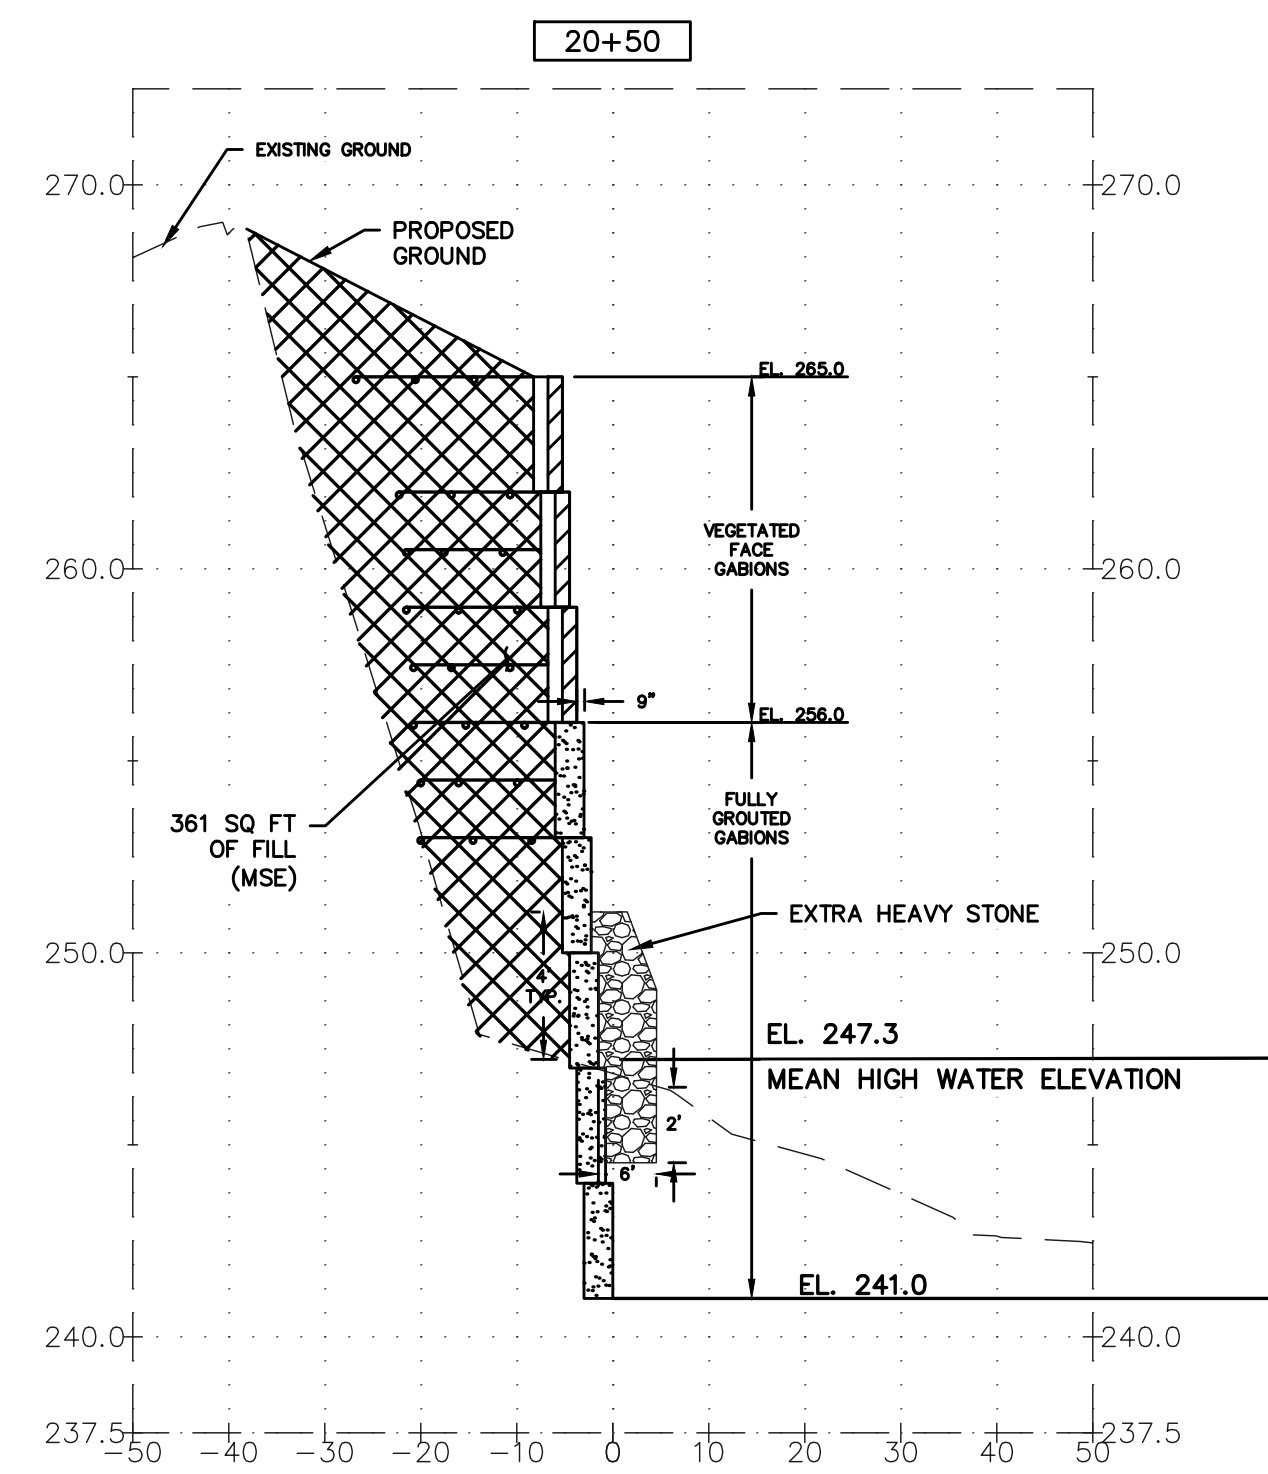 20+50
EXISTING GROUND
270.0
270.0
PROPOSED
GROUND
EL. 265.0
VEGETATED
FACE
GABIONS
260.0
260.0
9"
EL. 256.0
FULLY
GROUTED
GABIONS
361 SQ FT
OF FILL
(MSE)
EXTRA HEAVY STONE
250.0
250.0
4'
TYP.
EL. 247.3
MEAN HIGH WATER ELEVATION
2'
6'
EL. 241.0
240.0
240.0
237.5
237.5
-50 -40 -30 -20 -10 0 10 20 30 40 50